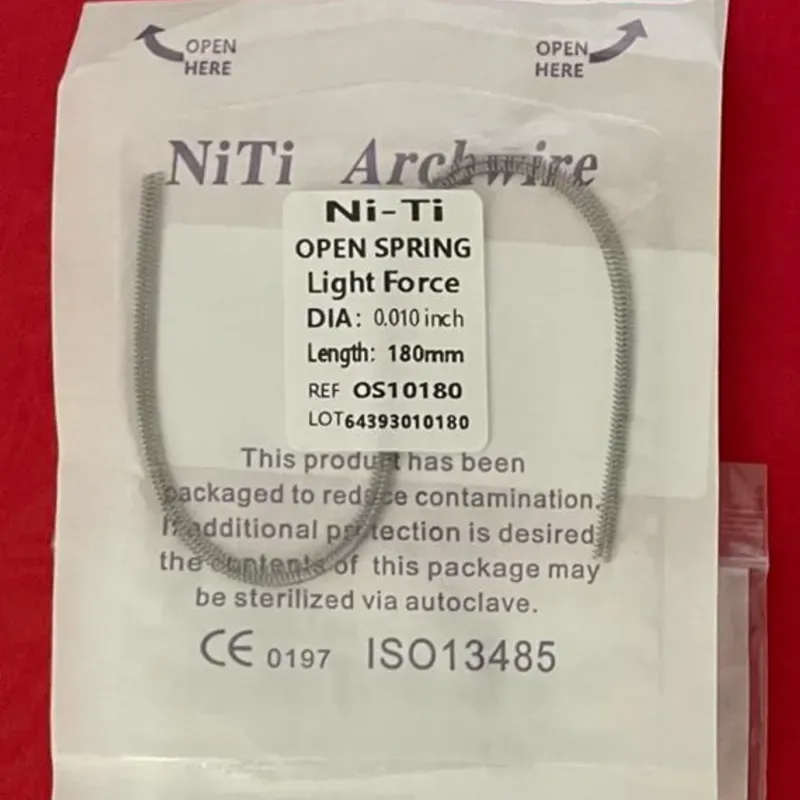 OPEN HERE
OPEN HERE
NiTi Archwire
Ni-Ti
OPEN SPRING
Light Force
DIA: 0.010 inch
Length: 180mm
REF OS10180
LOT64393010180
This product has been
packaged to reduce contamination.
If additional protection is desired
the contents of this package may
be sterilized via autoclave.
CE 0197 ISO13485